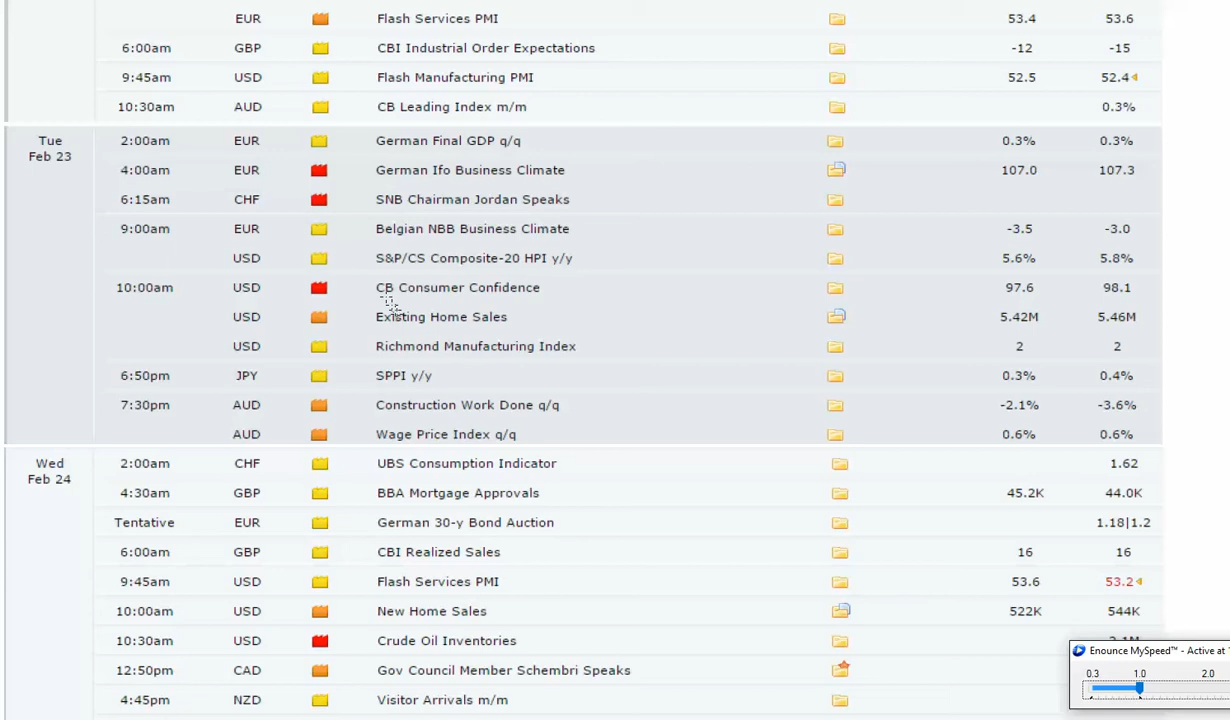 EUR Flash Services PMI 53.4 53.6
6:00am GBP CBI Industrial Order Expectations -12 -15
9:45am USD Flash Manufacturing PMI 52.5 52.4
10:30am AUD CB Leading Index m/m 0.3%
Tue Feb 23 2:00am EUR German Final GDP q/q 0.3% 0.3%
4:00am EUR German Ifo Business Climate 107.0 107.3
6:15am CHF SNB Chairman Jordan Speaks
9:00am EUR Belgian NBB Business Climate -3.5 -3.0
USD S&P/CS Composite-20 HPI y/y 5.6% 5.8%
10:00am USD CB Consumer Confidence 97.6 98.1
USD Existing Home Sales 5.42M 5.46M
USD Richmond Manufacturing Index 2 2
6:50pm JPY SPPI y/y 0.3% 0.4%
7:30pm AUD Construction Work Done q/q -2.1% -3.6%
AUD Wage Price Index q/q 0.6% 0.6%
Wed Feb 24 2:00am CHF UBS Consumption Indicator 1.62
4:30am GBP BBA Mortgage Approvals 45.2K 44.0K
Tentative EUR German 30-y Bond Auction 1.18|1.2
6:00am GBP CBI Realized Sales 16 16
9:45am USD Flash Services PMI 53.6 53.2
10:00am USD New Home Sales 522K 544K
10:30am USD Crude Oil Inventories
12:50pm CAD Gov Council Member Schembri Speaks
4:45pm NZD Visitor Arrivals m/m
Enounce MySpeed™ - Active at
0.3 1.0 2.0